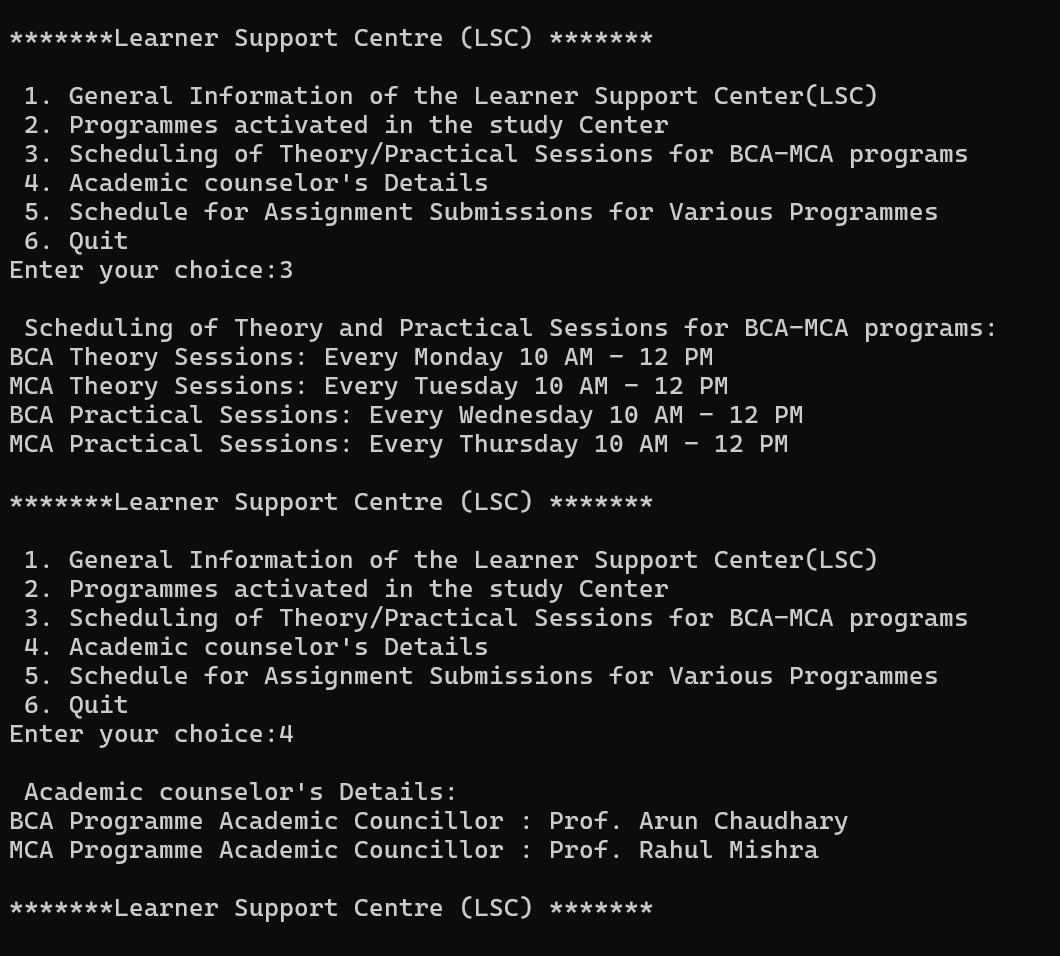 *******Learner Support Centre (LSC) *******
1. General Information of the Learner Support Center(LSC)
2. Programmes activated in the study Center
3. Scheduling of Theory/Practical Sessions for BCA-MCA programs
4. Academic counselor's Details
5. Schedule for Assignment Submissions for Various Programmes
6. Quit
Enter your choice:3
Scheduling of Theory and Practical Sessions for BCA-MCA programs:
BCA Theory Sessions: Every Monday 10 AM - 12 PM
MCA Theory Sessions: Every Tuesday 10 AM - 12 PM
BCA Practical Sessions: Every Wednesday 10 AM - 12 PM
MCA Practical Sessions: Every Thursday 10 AM - 12 PM
*******Learner Support Centre (LSC) *******
1. General Information of the Learner Support Center(LSC)
2. Programmes activated in the study Center
3. Scheduling of Theory/Practical Sessions for BCA-MCA programs
4. Academic counselor's Details
5. Schedule for Assignment Submissions for Various Programmes
6. Quit
Enter your choice:4
Academic counselor's Details:
BCA Programme Academic Councillor : Prof. Arun Chaudhary
MCA Programme Academic Councillor : Prof. Rahul Mishra
*******Learner Support Centre (LSC) *******